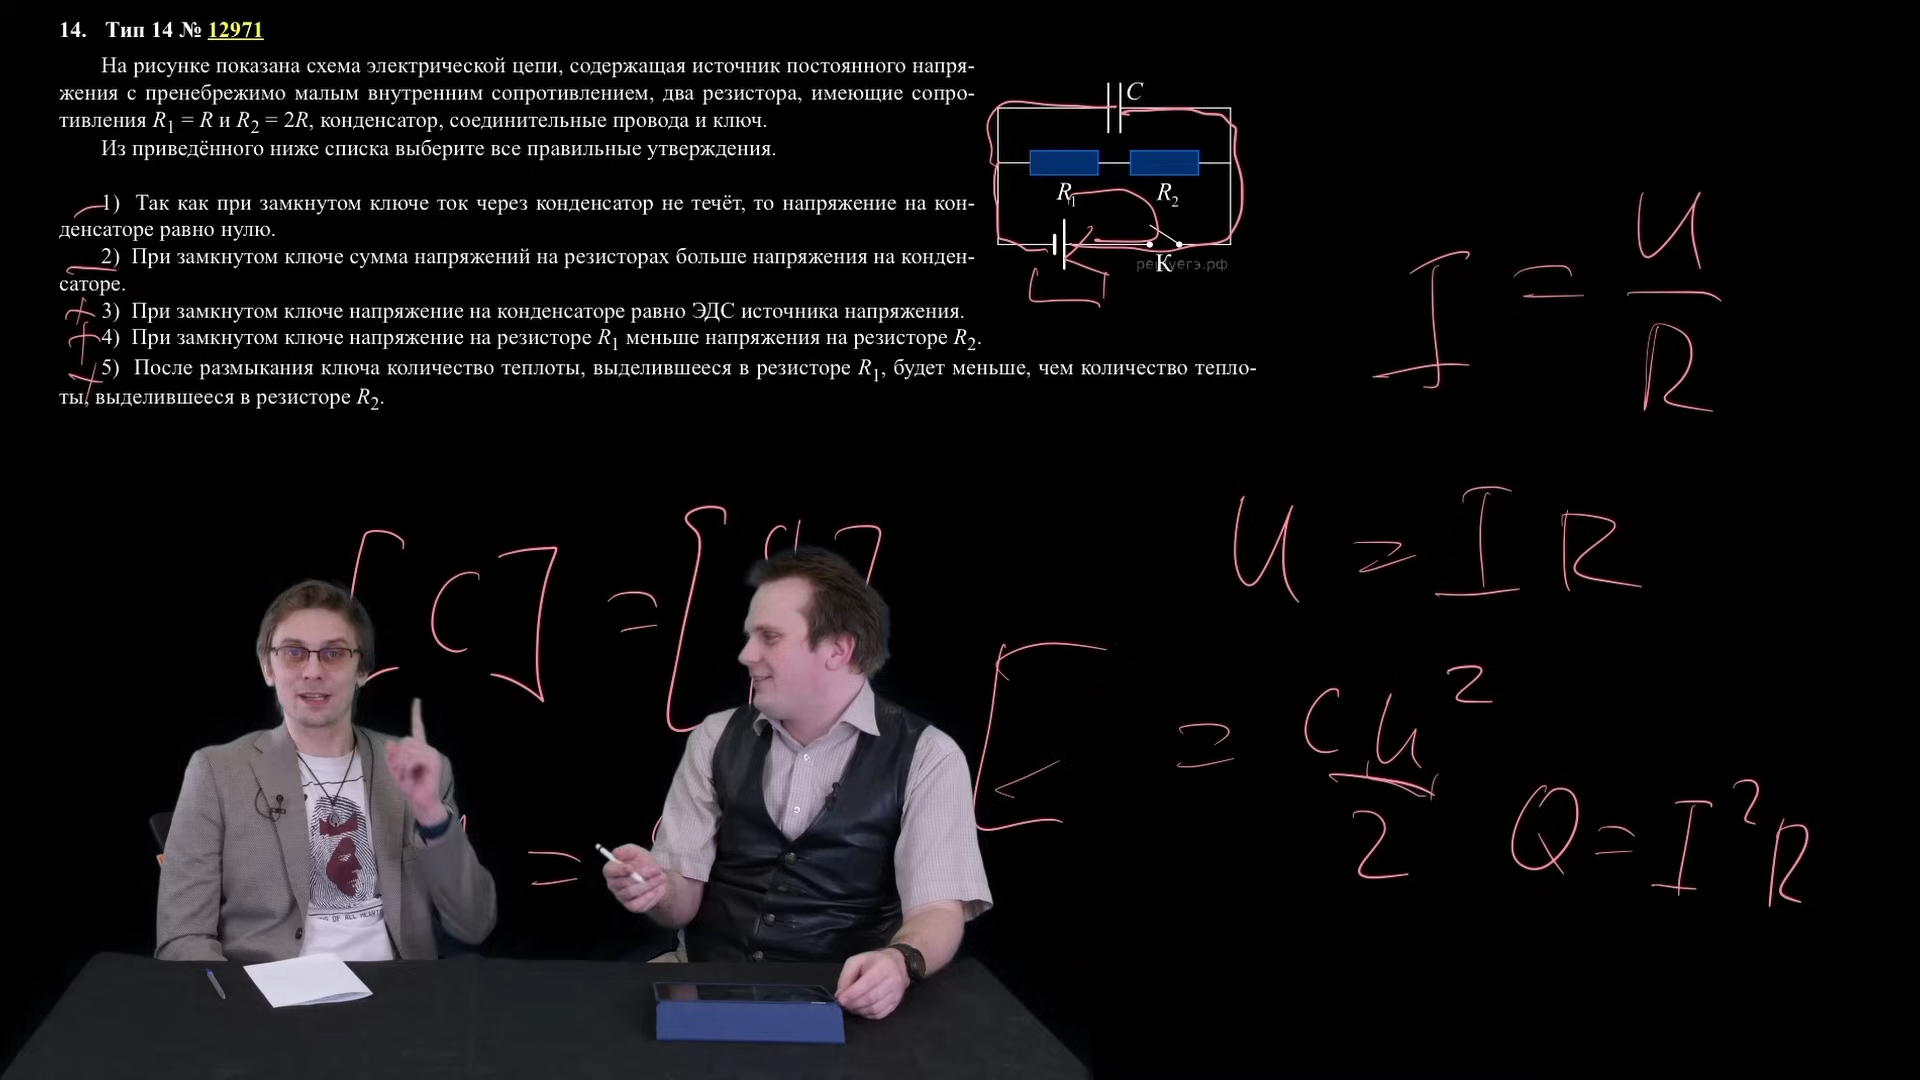 14. Тип 14 № 12971
На рисунке показана схема электрической цепи, содержащая источник постоянного напря-
жения с пренебрежимо малым внутренним сопротивлением, два резистора, имеющие сопро-
тивления R1 = R и R2 = 2R, конденсатор, соединительные провода и ключ.
Из приведённого ниже списка выберите все правильные утверждения.
1) Так как при замкнутом ключе ток через конденсатор не течёт, то напряжение на кон-
денсаторе равно нулю.
2) При замкнутом ключе сумма напряжений на резисторах больше напряжения на конден-
саторе.
3) При замкнутом ключе напряжение на конденсаторе равно ЭДС источника напряжения.
4) При замкнутом ключе напряжение на резисторе R1 меньше напряжения на резисторе R2.
5) После размыкания ключа количество теплоты, выделившееся в резисторе R1, будет меньше, чем количество тепло-
ты, выделившееся в резисторе R2.
C
R1 R2
К
I = U/R
U = I R
[C] = [
= CU²/2
Q = I²R
=